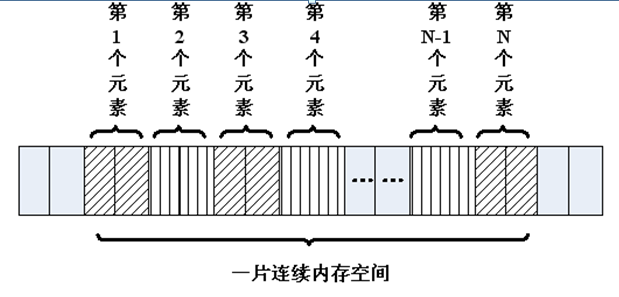 第1个元素
第2个元素
第3个元素
第4个元素
第N-1个元素
第N个元素
... ...
一片连续内存空间